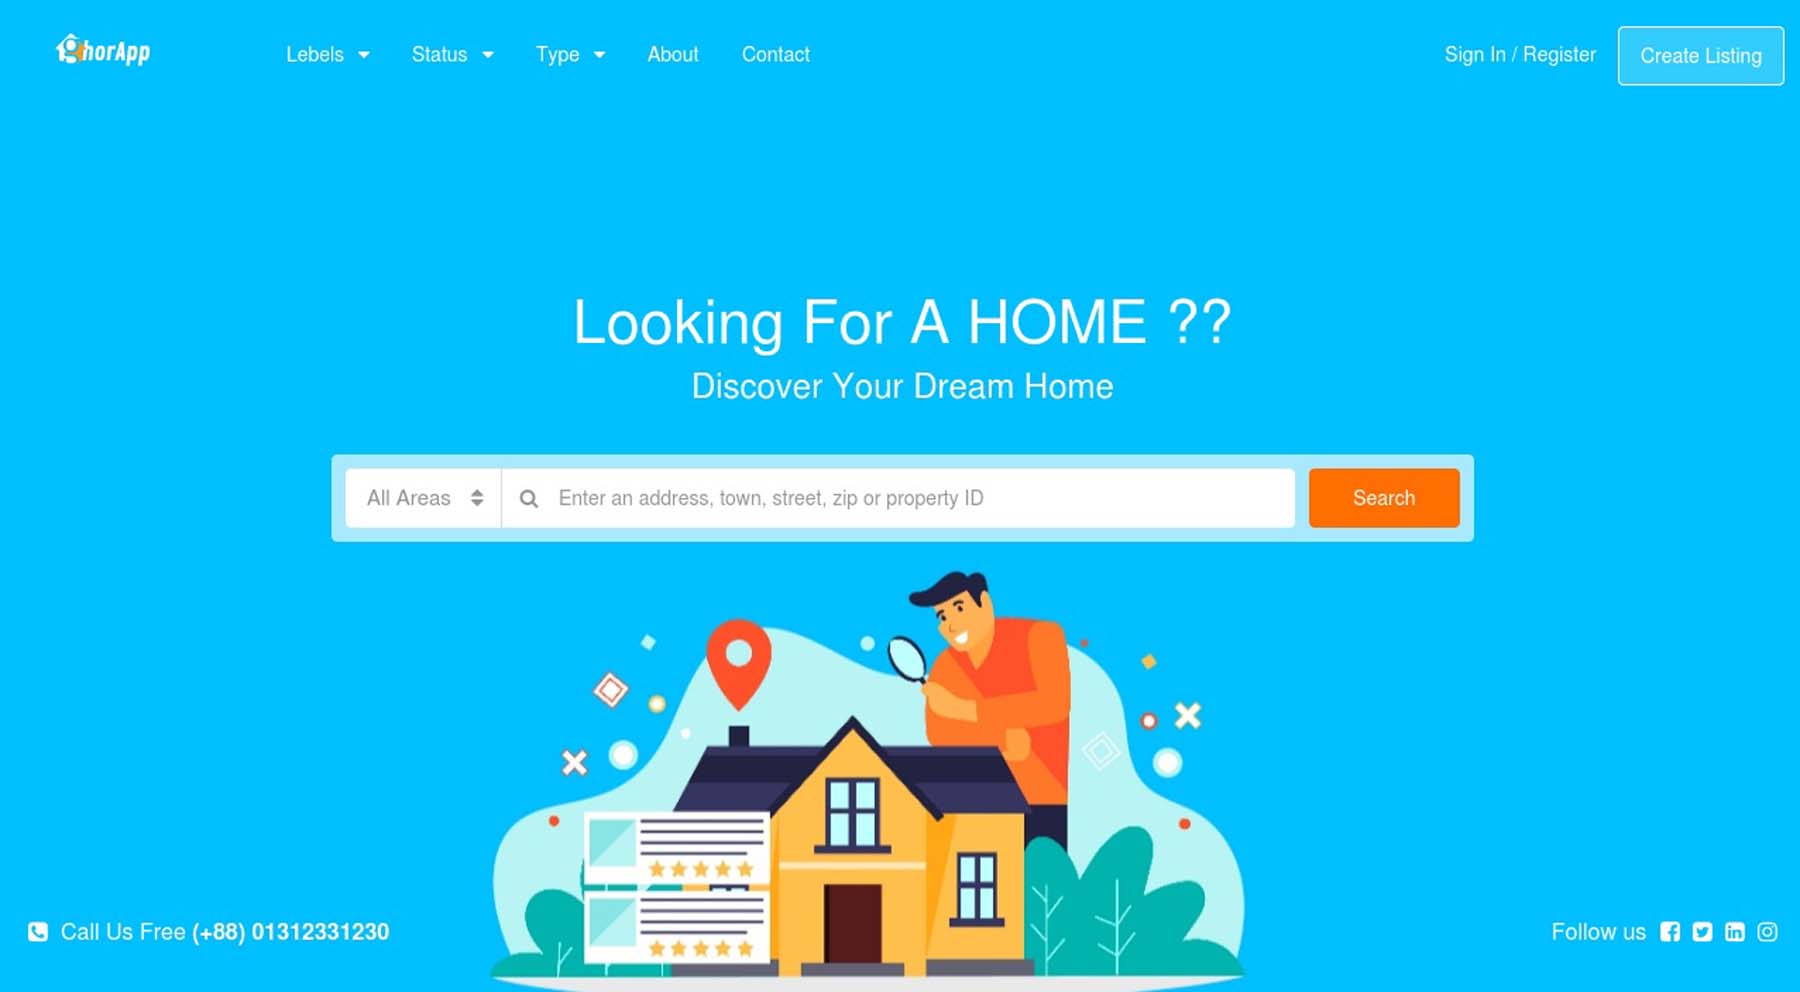 ghorApp
Lebels Status Type About Contact
Sign In / Register Create Listing
Looking For A HOME ??
Discover Your Dream Home
All Areas Enter an address, town, street, zip or property ID Search
Call Us Free (+88) 01312331230
Follow us